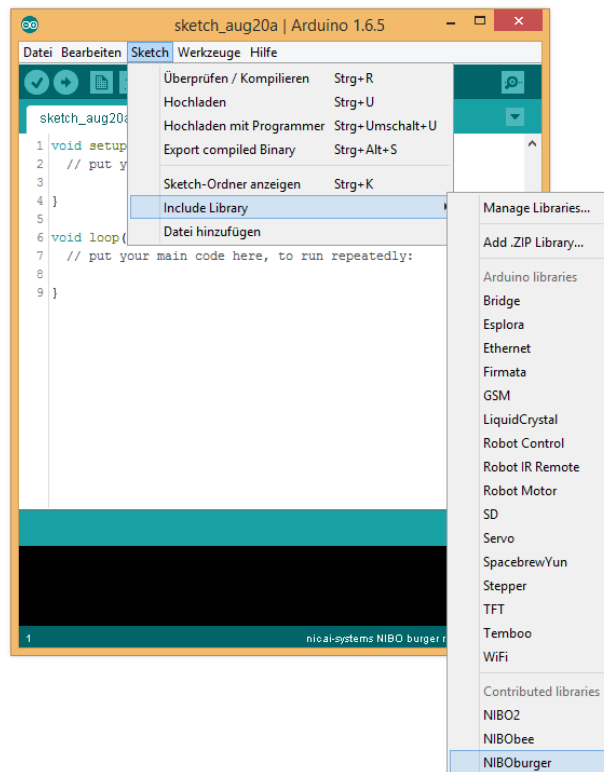 sketch_aug20a | Arduino 1.6.5
Datei Bearbeiten Sketch Werkzeuge Hilfe
sketch_aug20a
Überprüfen / Kompilieren Strg+R
Hochladen Strg+U
Hochladen mit Programmer Strg+Umschalt+U
Export compiled Binary Strg+Alt+S
Sketch-Ordner anzeigen Strg+K
Include Library
Datei hinzufügen
1 void setup
2 // put y
3
4 }
5
6 void loop(
7 // put your main code here, to run repeatedly:
8
9 }
Manage Libraries...
Add .ZIP Library...
Arduino libraries
Bridge
Esplora
Ethernet
Firmata
GSM
LiquidCrystal
Robot Control
Robot IR Remote
Robot Motor
SD
Servo
SpacebrewYun
Stepper
TFT
Temboo
WiFi
Contributed libraries
NIBO2
NIBObee
NIBOburger
1 nicai-systems NIBO burger